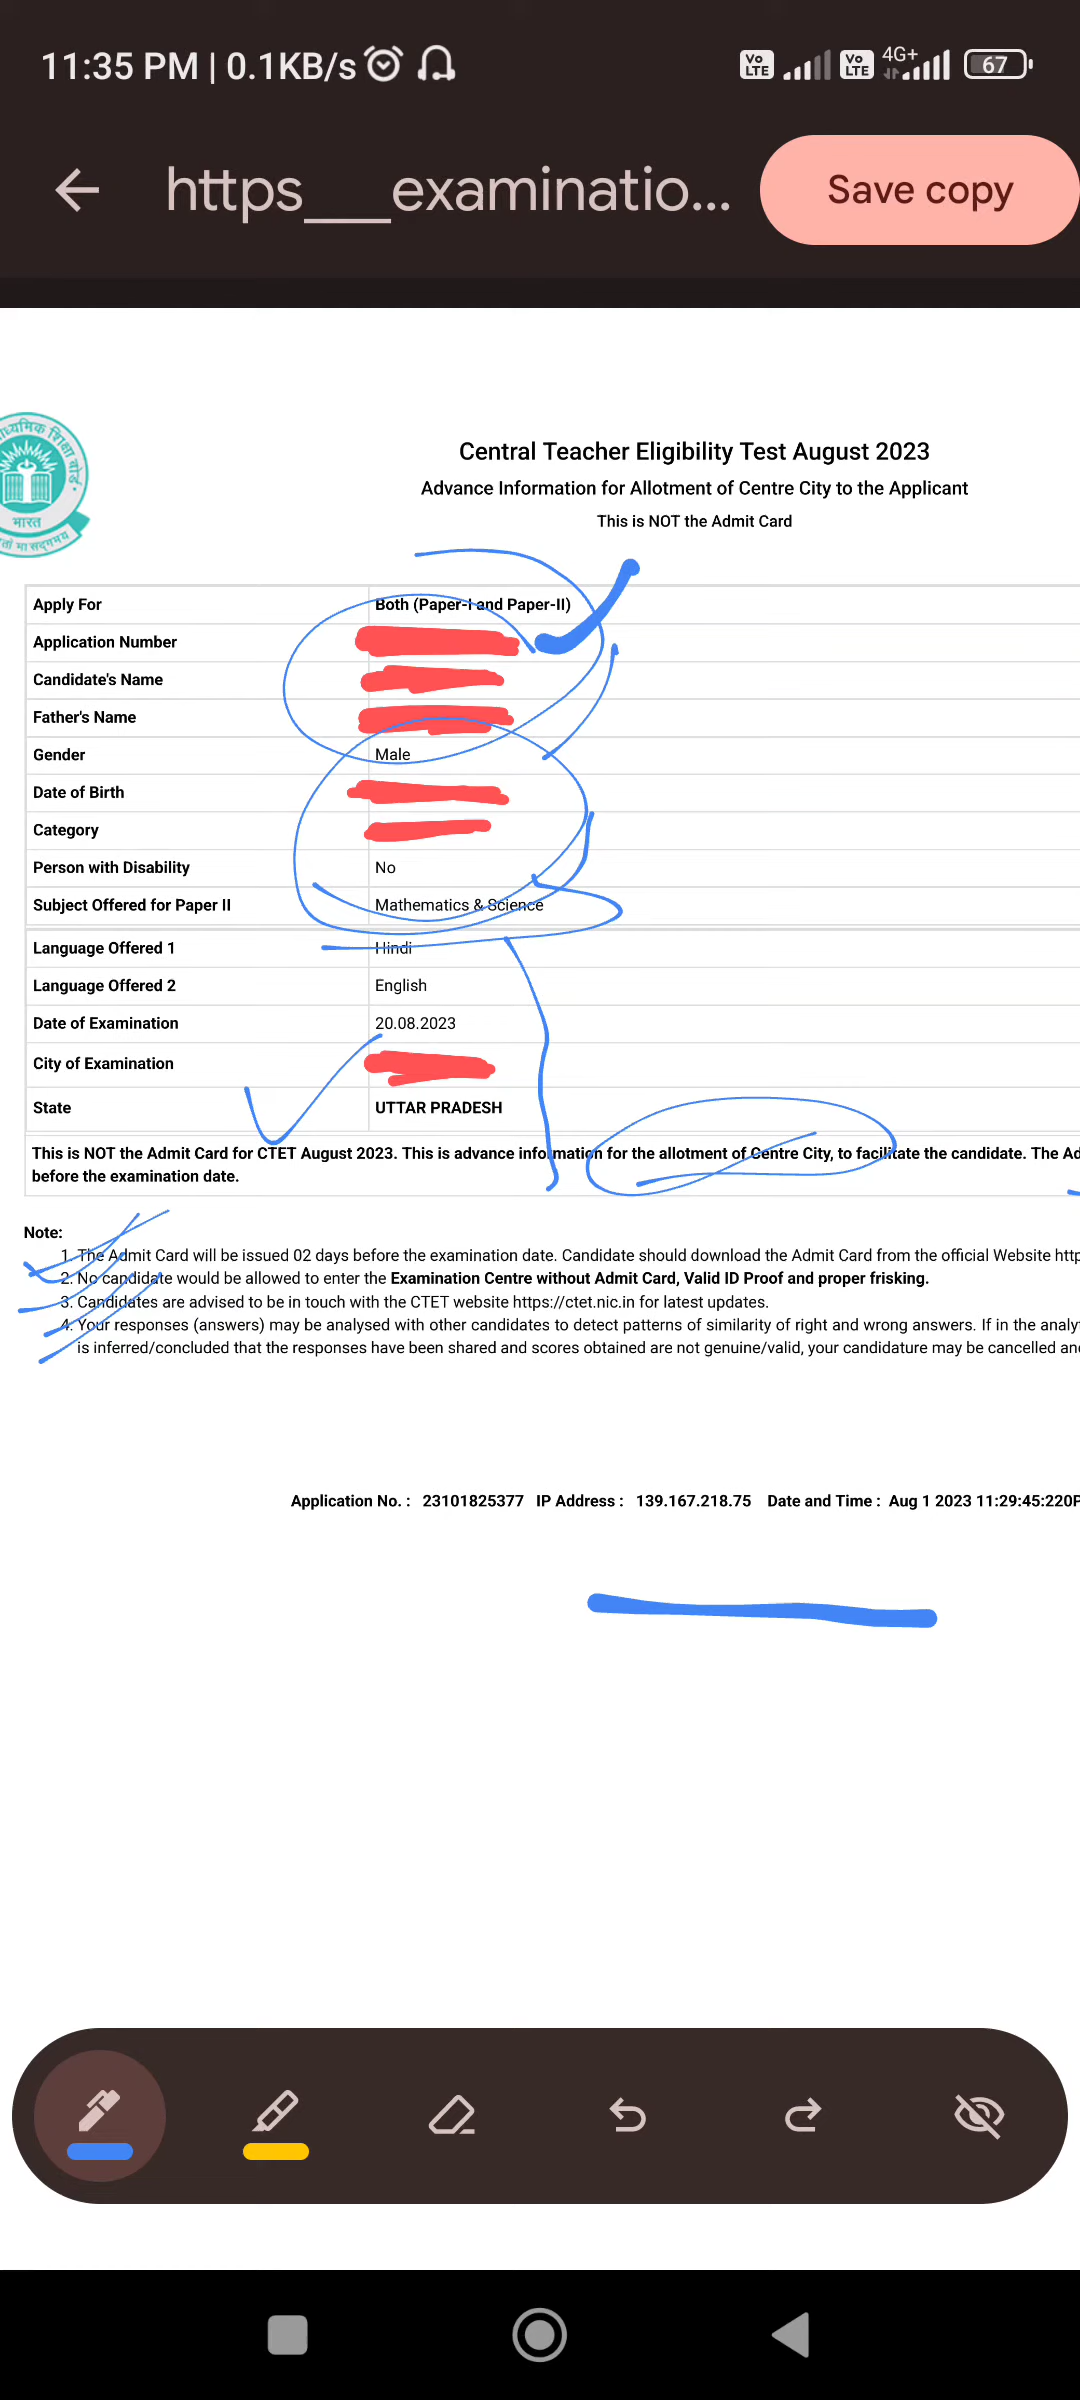 11:35 PM | 0.1KB/s
Vo LTE Vo LTE 4G+ 67
https___examinatio... Save copy
भारत
Central Teacher Eligibility Test August 2023
Advance Information for Allotment of Centre City to the Applicant
This is NOT the Admit Card
Apply For Both (Paper-I and Paper-II)
Application Number
Candidate's Name
Father's Name
Gender Male
Date of Birth
Category
Person with Disability No
Subject Offered for Paper II Mathematics & Science
Language Offered 1 Hindi
Language Offered 2 English
Date of Examination 20.08.2023
City of Examination
State UTTAR PRADESH
This is NOT the Admit Card for CTET August 2023. This is advance information for the allotment of Centre City, to facilitate the candidate. The Ad
before the examination date.
Note:
1. The Admit Card will be issued 02 days before the examination date. Candidate should download the Admit Card from the official Website http
2. No candidate would be allowed to enter the Examination Centre without Admit Card, Valid ID Proof and proper frisking.
3. Candidates are advised to be in touch with the CTET website https://ctet.nic.in for latest updates.
4. Your responses (answers) may be analysed with other candidates to detect patterns of similarity of right and wrong answers. If in the analy
is inferred/concluded that the responses have been shared and scores obtained are not genuine/valid, your candidature may be cancelled an
Application No. : 23101825377 IP Address : 139.167.218.75 Date and Time : Aug 1 2023 11:29:45:220P